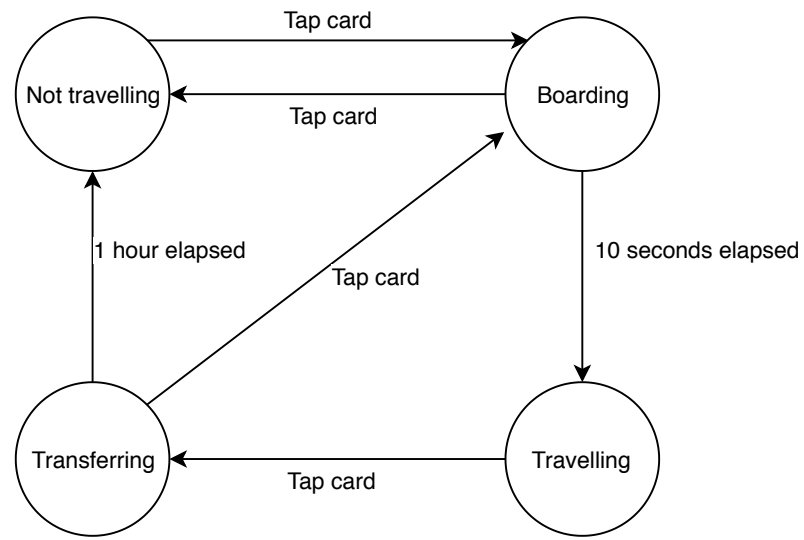 Tap card
Not travelling
Boarding
Tap card
1 hour elapsed
10 seconds elapsed
Tap card
Transferring
Travelling
Tap card